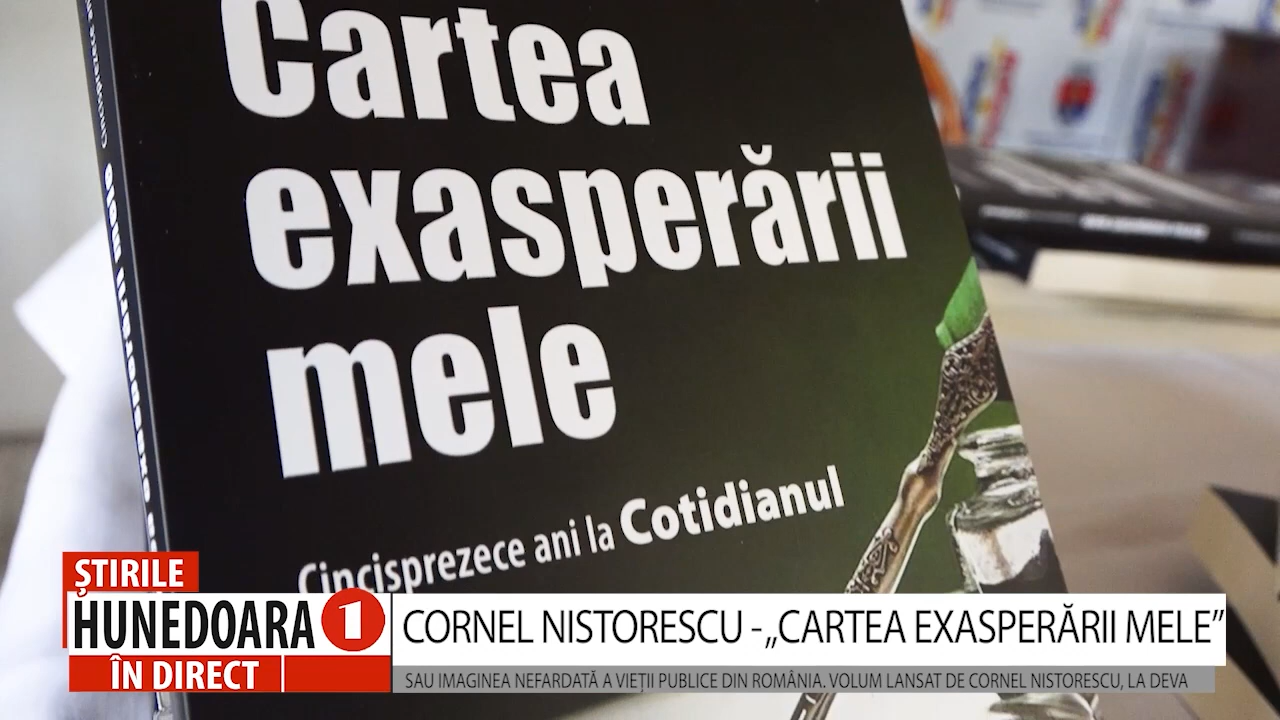 Cartea
exasperării
mele
Cincisprezece ani la Cotidianul
ȘTIRILE
HUNEDOARA 1
ÎN DIRECT
CORNEL NISTORESCU - „CARTEA EXASPERĂRII MELE”
SAU IMAGINEA NEFARDATĂ A VIEȚII PUBLICE DIN ROMÂNIA. VOLUM LANSAT DE CORNEL NISTORESCU, LA DEVA